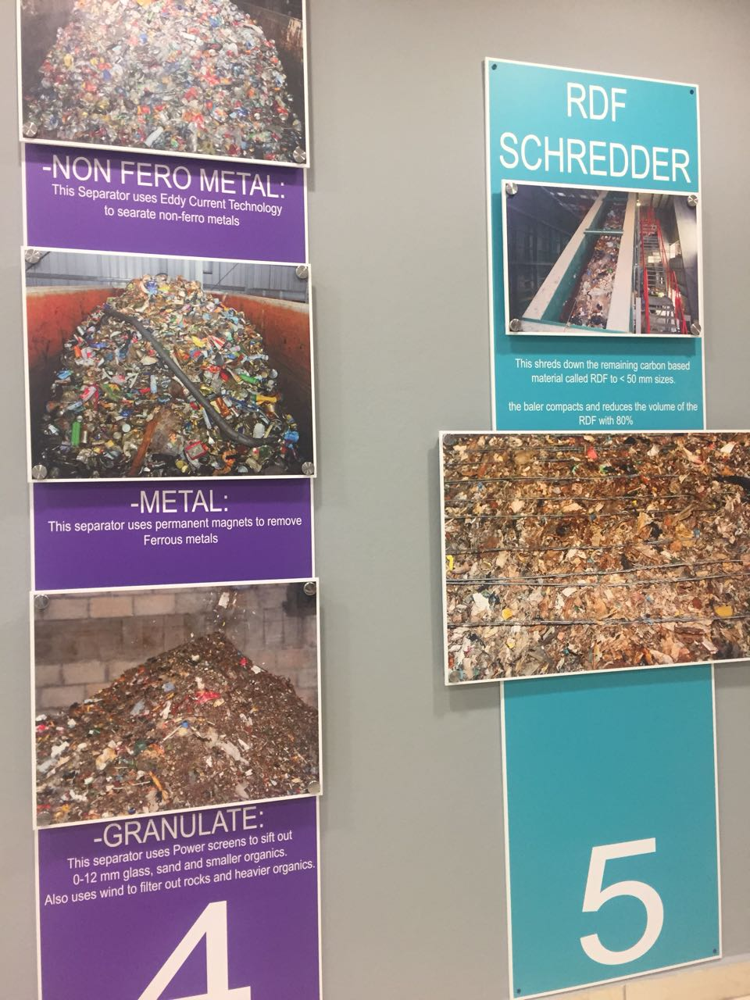 -NON FERO METAL:
This Separator uses Eddy Current Technology
to searate non-ferro metals
-METAL:
This separator uses permanent magnets to remove
Ferrous metals
-GRANULATE:
This separator uses Power screens to sift out
0-12 mm glass, sand and smaller organics.
Also uses wind to filter out rocks and heavier organics.
4
RDF
SCHREDDER
This shreds down the remaining carbon based
material called RDF to < 50 mm sizes.
the baler compacts and reduces the volume of the
RDF with 80%
5